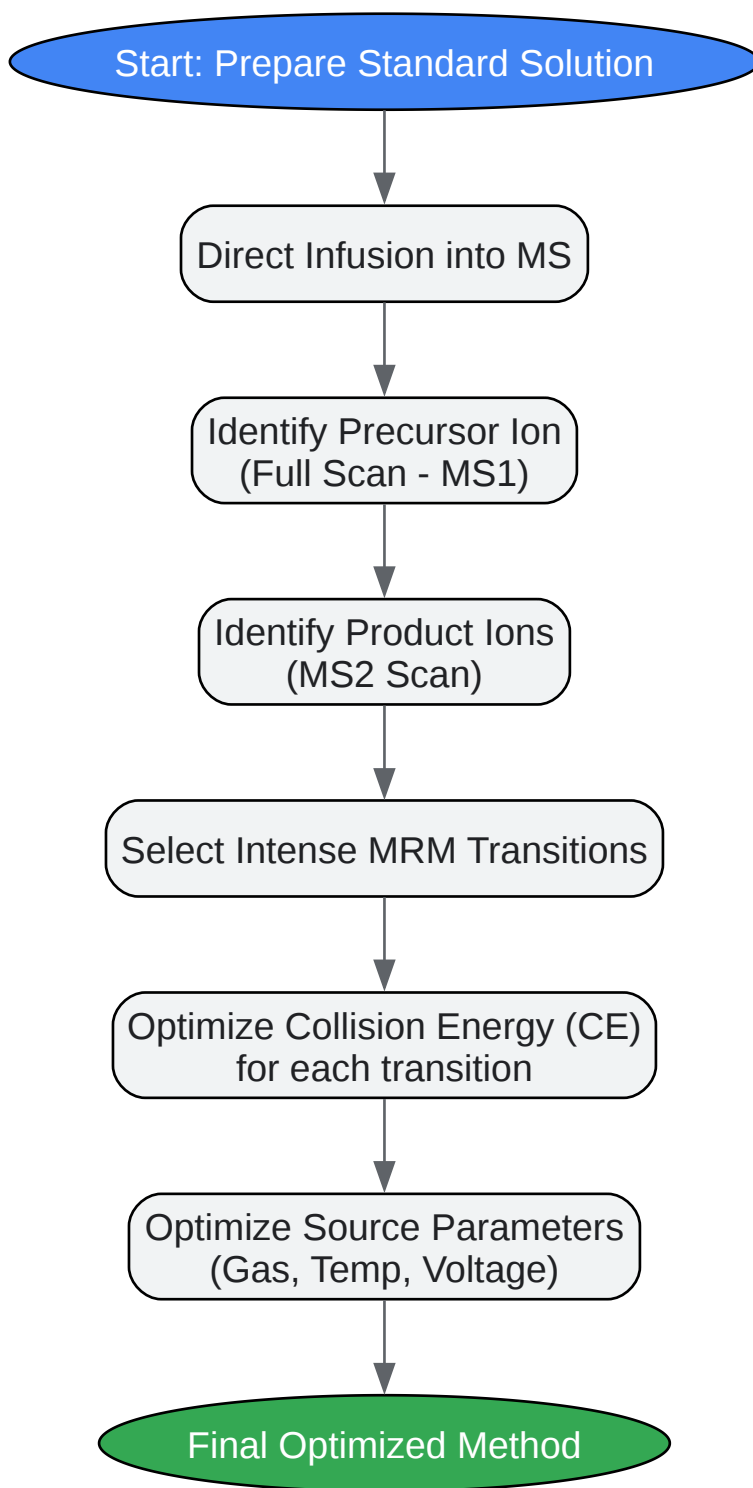 Start: Prepare Standard Solution
Direct Infusion into MS
Identify Precursor Ion
(Full Scan - MS1)
Identify Product Ions
(MS2 Scan)
Select Intense MRM Transitions
Optimize Collision Energy (CE)
for each transition
Optimize Source Parameters
(Gas, Temp, Voltage)
Final Optimized Method